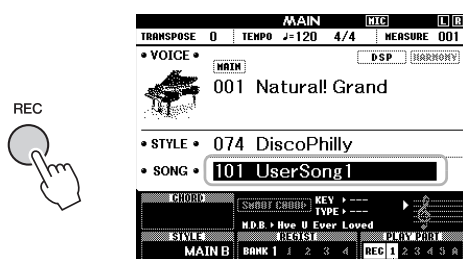 MAIN MIC L R
TRANSPOSE 0 TEMPO ♩=120 4/4 MEASURE 001
• VOICE • DSP HARMONY
MAIN
001 Natural! Grand
REC
• STYLE • 074 DiscoPhilly
• SONG • 101 UserSong1
CHORD SMART CHORD KEY ▸ ---
TYPE ▸ ---
M.D.B. ▸ Hve U Ever Loved
STYLE REGIST PLAY PART
MAIN B BANK 1 1 2 3 4 REC 1 2 3 4 5 A